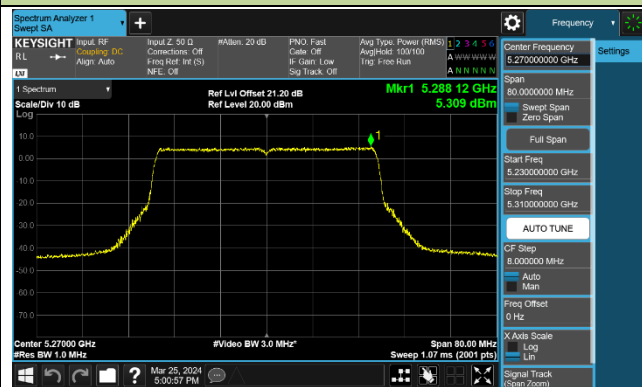 Spectrum Analyzer 1
Swept SA
Frequency
KEYSIGHT Input: RF Input Z: 50 Ω #Atten: 20 dB PNO: Fast Avg Type: Power (RMS) 1 2 3 4 5 6
RL Coupling: DC Corrections: Off Gate: Off Avg|Hold: 100/100 A W W W W W
Align: Auto Freq Ref: Int (S) IF Gain: Low Trig: Free Run
NFE: Off Sig Track: Off A N N N N N
LXI
Center Frequency
5.270000000 GHz
Settings
Span
80.0000000 MHz
Swept Span
Zero Span
Full Span
Start Freq
5.230000000 GHz
Stop Freq
5.310000000 GHz
AUTO TUNE
CF Step
8.000000 MHz
Auto
Man
Freq Offset
0 Hz
X Axis Scale
Log
Lin
Signal Track
(Span Zoom)
1 Spectrum
Scale/Div 10 dB
Log
Ref Lvl Offset 21.20 dB
Ref Level 20.00 dBm
Mkr1 5.288 12 GHz
5.309 dBm
1
10.0
0.00
-10.0
-20.0
-30.0
-40.0
-50.0
-60.0
-70.0
Center 5.27000 GHz #Video BW 3.0 MHz* Span 80.00 MHz
#Res BW 1.0 MHz Sweep 1.07 ms (2001 pts)
Mar 25, 2024
5:00:57 PM